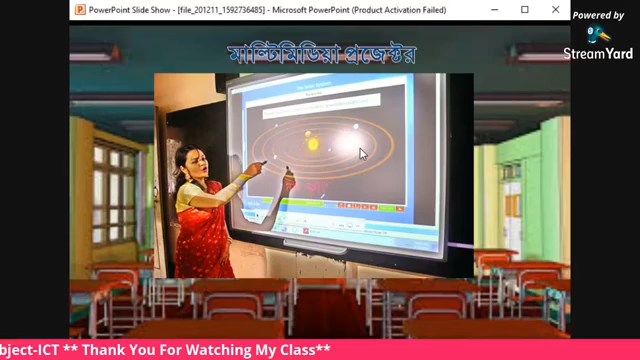 PowerPoint Slide Show - [file_201211_1592736485] - Microsoft PowerPoint (Product Activation Failed)
Powered by
StreamYard
মাল্টিমিডিয়া প্রজেক্টর
The Solar System
bject-ICT ** Thank You For Watching My Class**